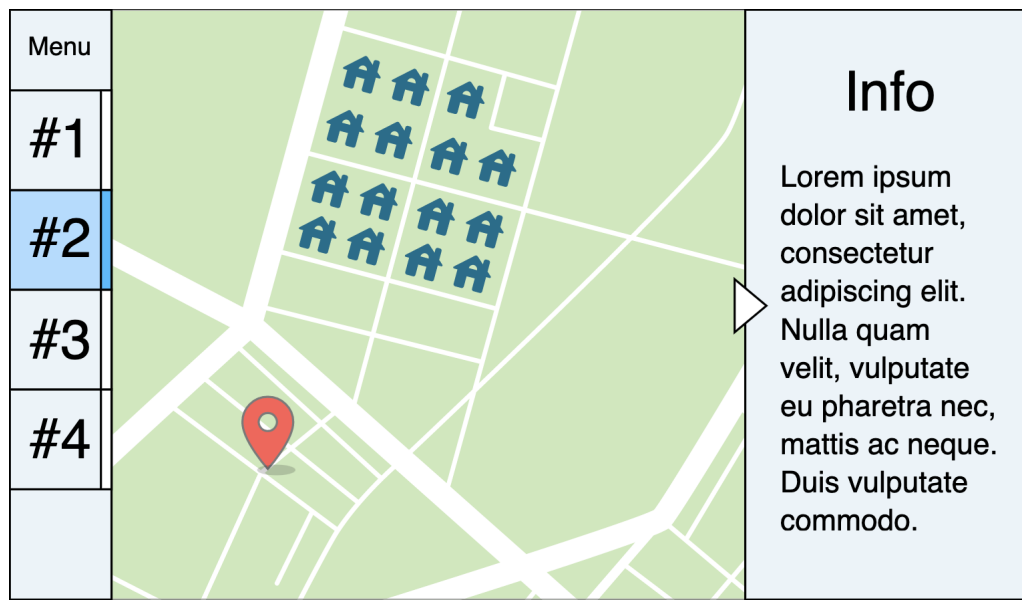 Menu
#1
#2
#3
#4
Info
Lorem ipsum
dolor sit amet,
consectetur
adipiscing elit.
Nulla quam
velit, vulputate
eu pharetra nec,
mattis ac neque.
Duis vulputate
commodo.